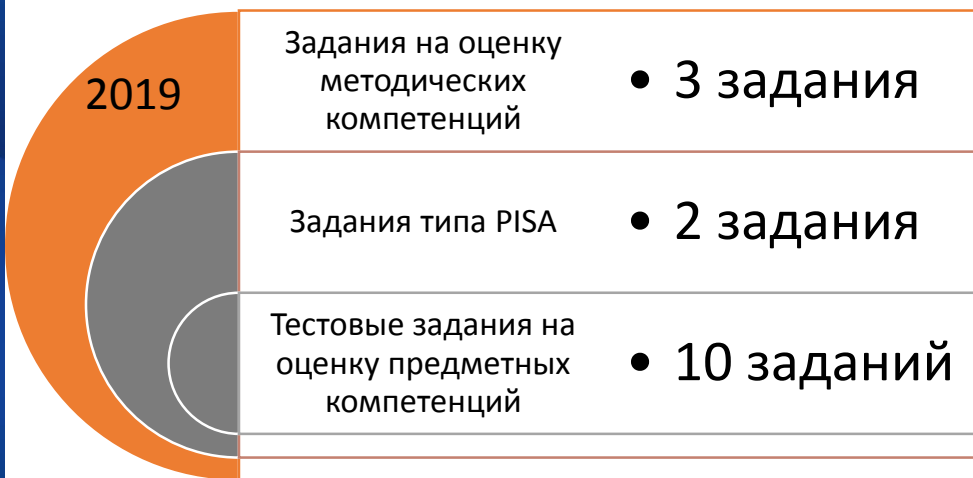 2019
Задания на оценку
методических
компетенций
• 3 задания
Задания типа PISA
• 2 задания
Тестовые задания на
оценку предметных
компетенций
• 10 заданий